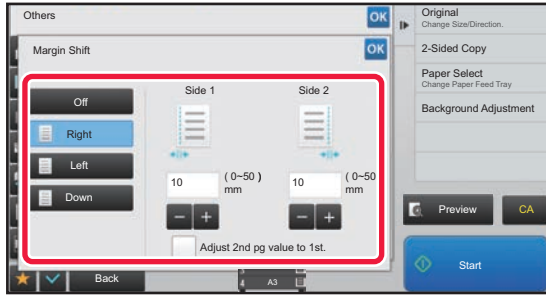 Others
OK
Margin Shift
OK
Off
Right
Left
Down
Side 1
Side 2
10
( 0~50 )
mm
10
( 0~50
mm
Adjust 2nd pg value to 1st.
Back
4
A3
Original
Change Size/Direction.
2-Sided Copy
Paper Select
Change Paper Feed Tray
Background Adjustment
Preview
CA
Start